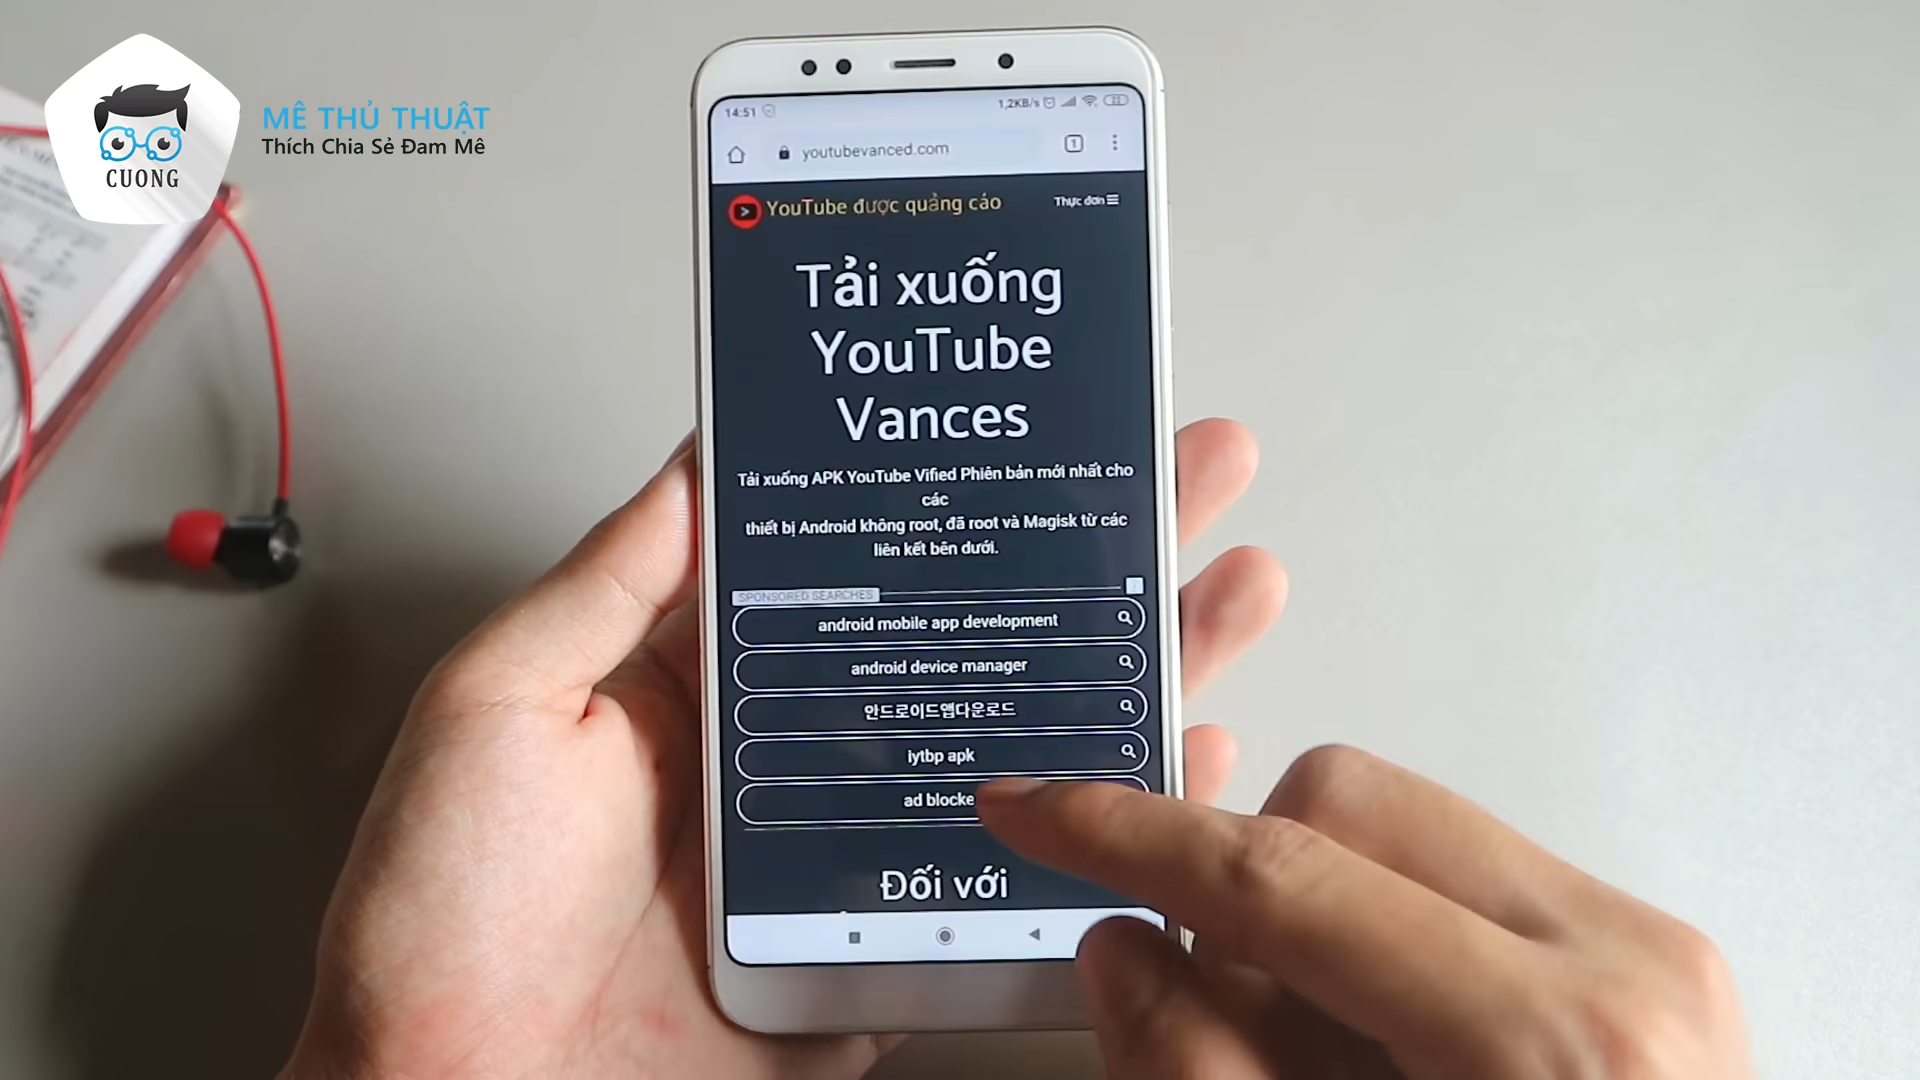 MÊ THỦ THUẬT
Thích Chia Sẻ Đam Mê
CUONG
14:51
1,2KB/s
youtubevanced.com
1
YouTube được quảng cáo
Thực đơn
Tải xuống
YouTube
Vances
Tải xuống APK YouTube Vified Phiên bản mới nhất cho
các
thiết bị Android không root, đã root và Magisk từ các
liên kết bên dưới.
SPONSORED SEARCHES
android mobile app development
android device manager
안드로이드앱다운로드
iytbp apk
ad blocke
Đối với